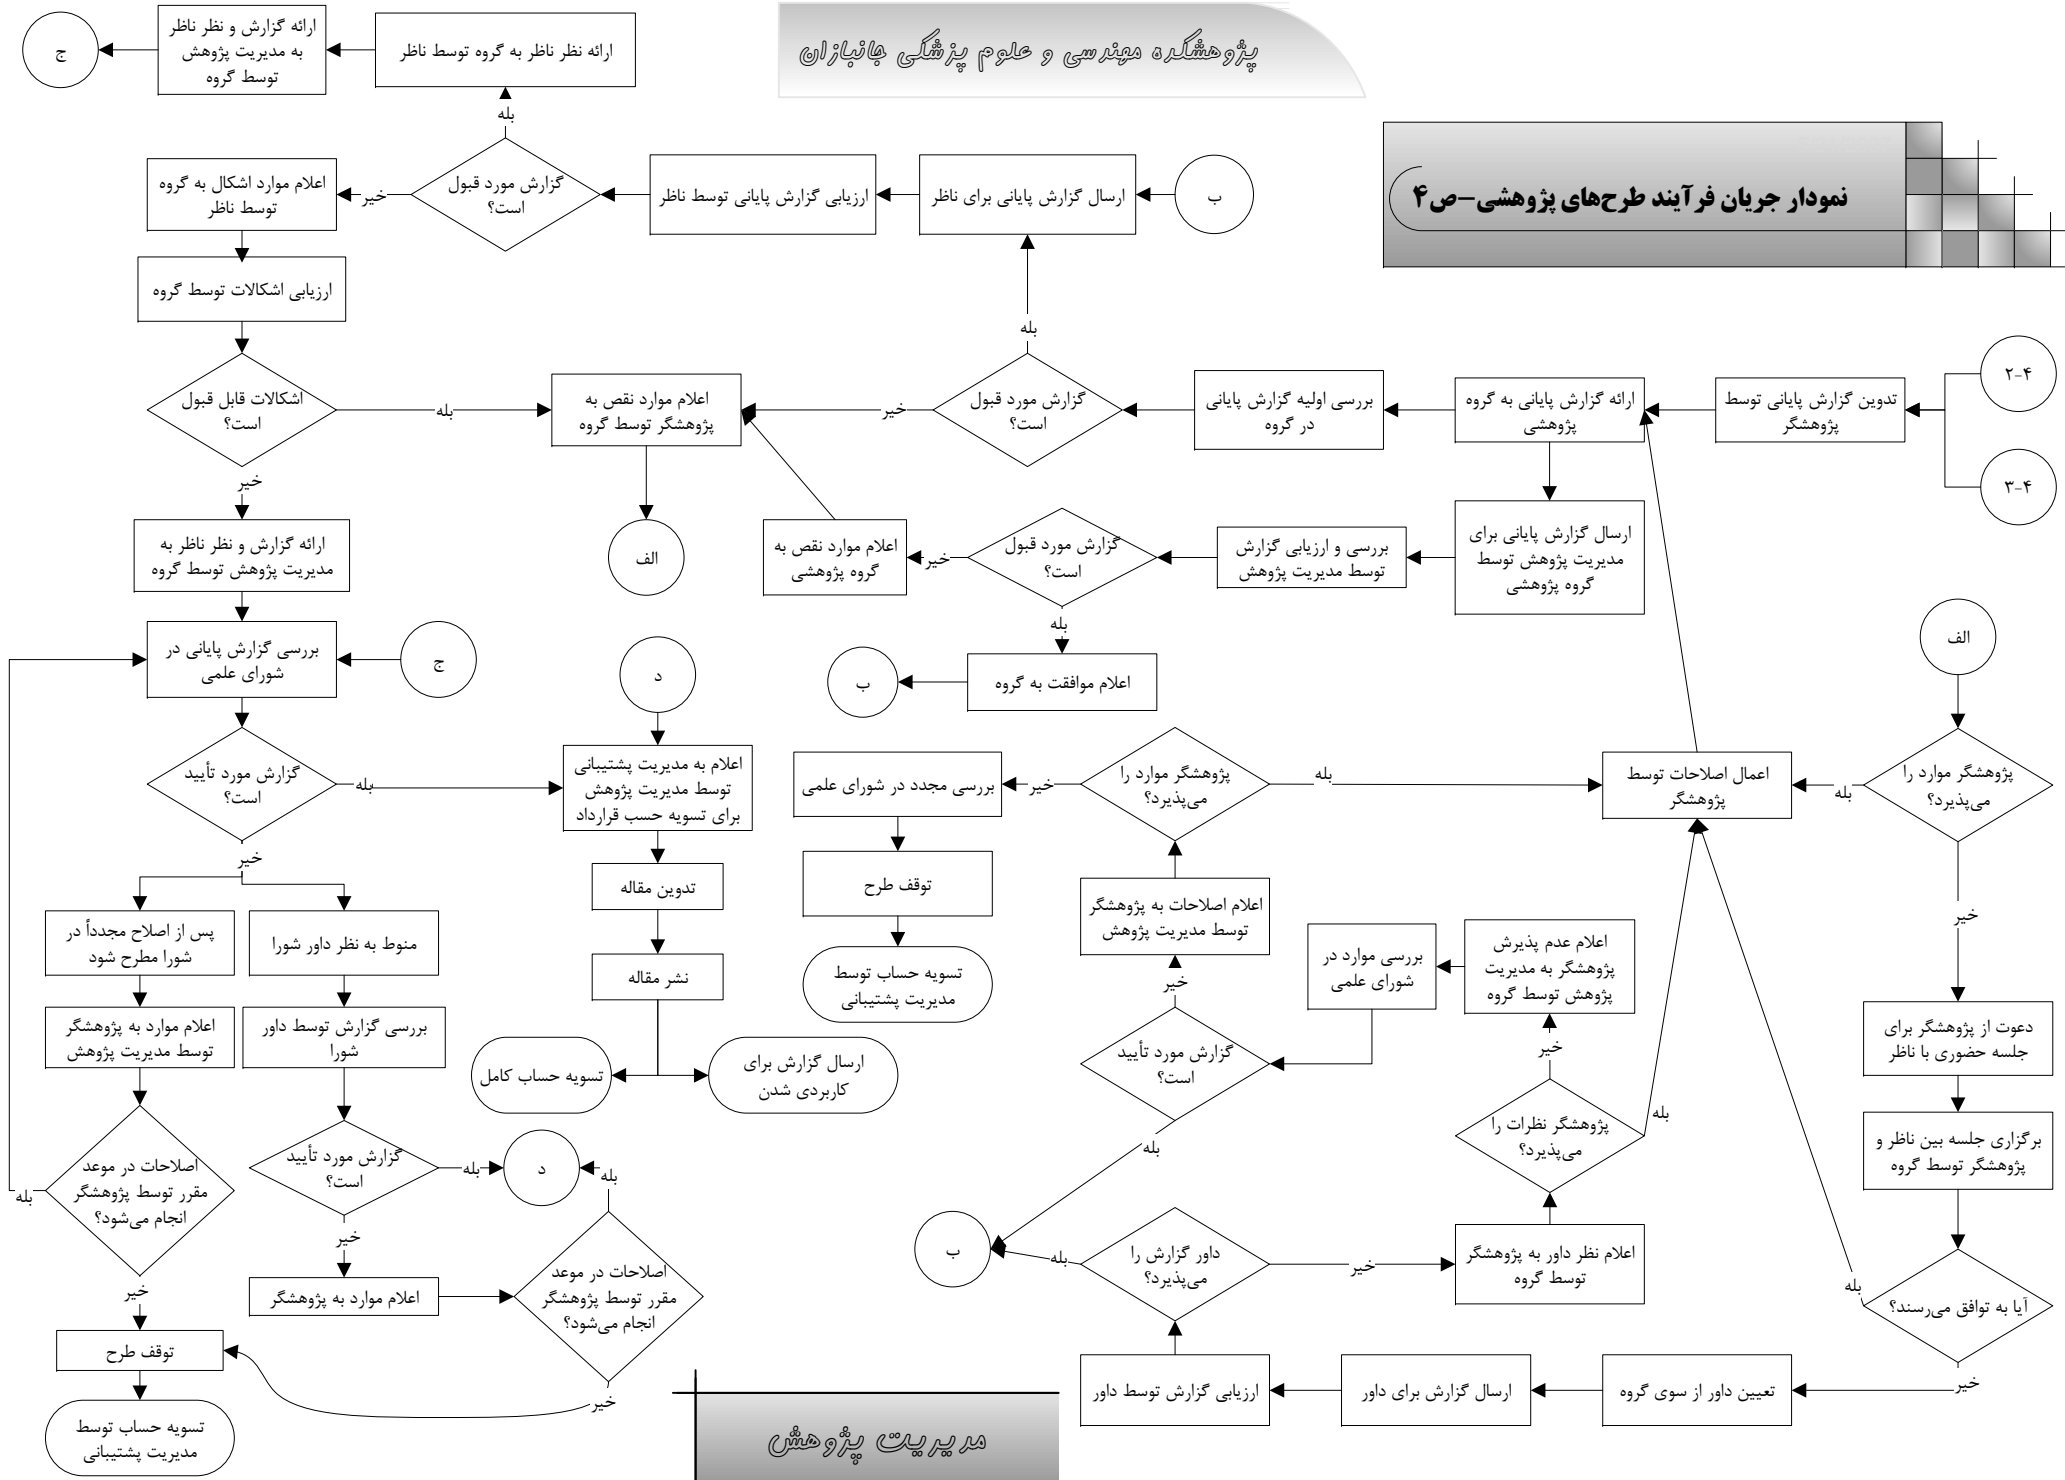 پژوهشکده مهندسی و علوم پزشکی جانبازان
نمودار جریان فرآیند طرح‌های پژوهشی-ص۴
ج
ارائه گزارش و نظر ناظر
به مدیریت پژوهش
توسط گروه
ارائه نظر ناظر به گروه توسط ناظر
بله
اعلام موارد اشکال به گروه
توسط ناظر
خیر
گزارش مورد قبول
است؟
ارزیابی گزارش پایانی توسط ناظر
ارسال گزارش پایانی برای ناظر
ب
ارزیابی اشکالات توسط گروه
بله
اشکالات قابل قبول
است؟
بله
اعلام موارد نقص به
پژوهشگر توسط گروه
خیر
گزارش مورد قبول
است؟
بررسی اولیه گزارش پایانی
در گروه
ارائه گزارش پایانی به گروه
پژوهشی
تدوین گزارش پایانی توسط
پژوهشگر
۲-۴
۳-۴
خیر
ارائه گزارش و نظر ناظر به
مدیریت پژوهش توسط گروه
الف
اعلام موارد نقص به
گروه پژوهشی
خیر
گزارش مورد قبول
است؟
بررسی و ارزیابی گزارش
توسط مدیریت پژوهش
ارسال گزارش پایانی برای
مدیریت پژوهش توسط
گروه پژوهشی
بله
اعلام موافقت به گروه
ب
الف
بررسی گزارش پایانی در
شورای علمی
ج
د
گزارش مورد تأیید
است؟
بله
اعلام به مدیریت پشتیبانی
توسط مدیریت پژوهش
برای تسویه حسب قرارداد
بررسی مجدد در شورای علمی
خیر
پژوهشگر موارد را
می‌پذیرد؟
بله
اعمال اصلاحات توسط
پژوهشگر
بله
پژوهشگر موارد را
می‌پذیرد؟
خیر
تدوین مقاله
توقف طرح
اعلام اصلاحات به پژوهشگر
توسط مدیریت پژوهش
خیر
پس از اصلاح مجدداً در
شورا مطرح شود
منوط به نظر داور شورا
نشر مقاله
تسویه حساب توسط
مدیریت پشتیبانی
خیر
بررسی موارد در
شورای علمی
اعلام عدم پذیرش
پژوهشگر به مدیریت
پژوهش توسط گروه
اعلام موارد به پژوهشگر
توسط مدیریت پژوهش
بررسی گزارش توسط داور
شورا
تسویه حساب کامل
ارسال گزارش برای
کاربردی شدن
گزارش مورد تأیید
است؟
خیر
دعوت از پژوهشگر برای
جلسه حضوری با ناظر
بله
پژوهشگر نظرات را
می‌پذیرد؟
بله
برگزاری جلسه بین ناظر و
پژوهشگر توسط گروه
اصلاحات در موعد
مقرر توسط پژوهشگر
انجام می‌شود؟
بله
گزارش مورد تأیید
است؟
بله
د
بله
خیر
اعلام موارد به پژوهشگر
اصلاحات در موعد
مقرر توسط پژوهشگر
انجام می‌شود؟
ب
بله
داور گزارش را
می‌پذیرد؟
خیر
اعلام نظر داور به پژوهشگر
توسط گروه
بله
آیا به توافق می‌رسند؟
خیر
توقف طرح
خیر
تسویه حساب توسط
مدیریت پشتیبانی
ارزیابی گزارش توسط داور
ارسال گزارش برای داور
تعیین داور از سوی گروه
خیر
مدیریت پژوهش